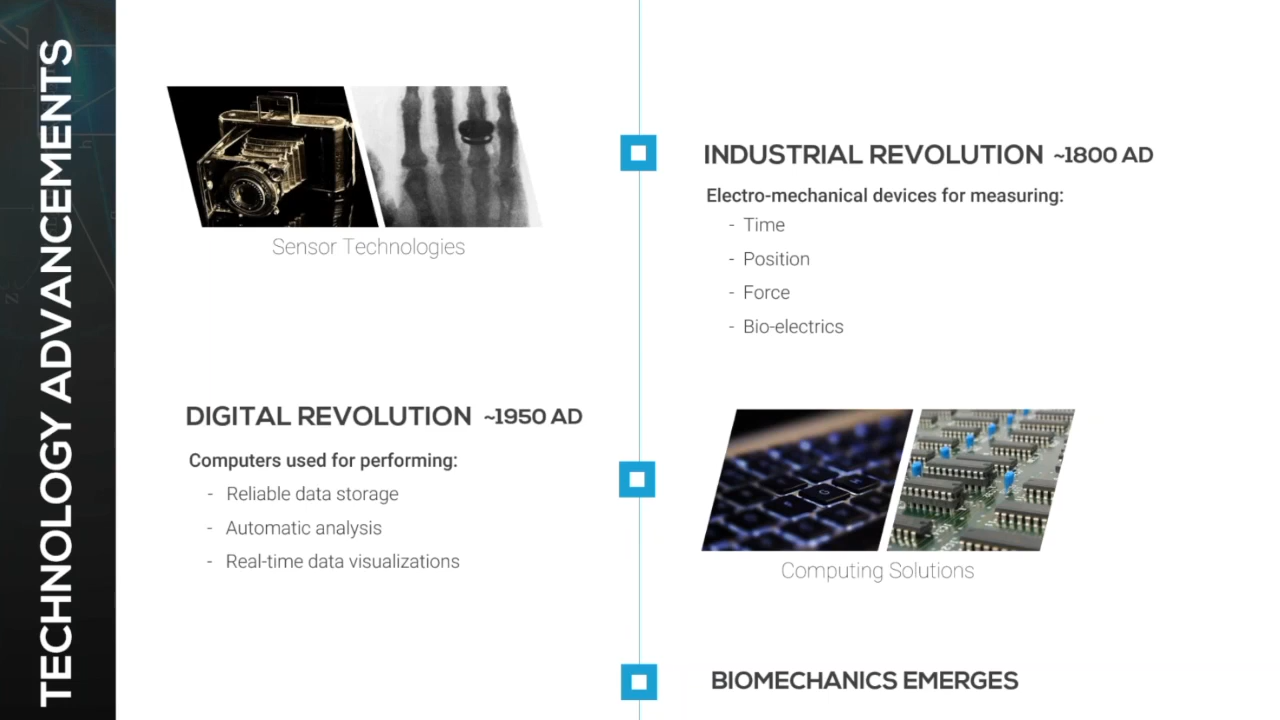 TECHNOLOGY ADVANCEMENTS
Sensor Technologies
INDUSTRIAL REVOLUTION ~1800 AD
Electro-mechanical devices for measuring:
- Time
- Position
- Force
- Bio-electrics
DIGITAL REVOLUTION ~1950 AD
Computers used for performing:
- Reliable data storage
- Automatic analysis
- Real-time data visualizations
Computing Solutions
BIOMECHANICS EMERGES